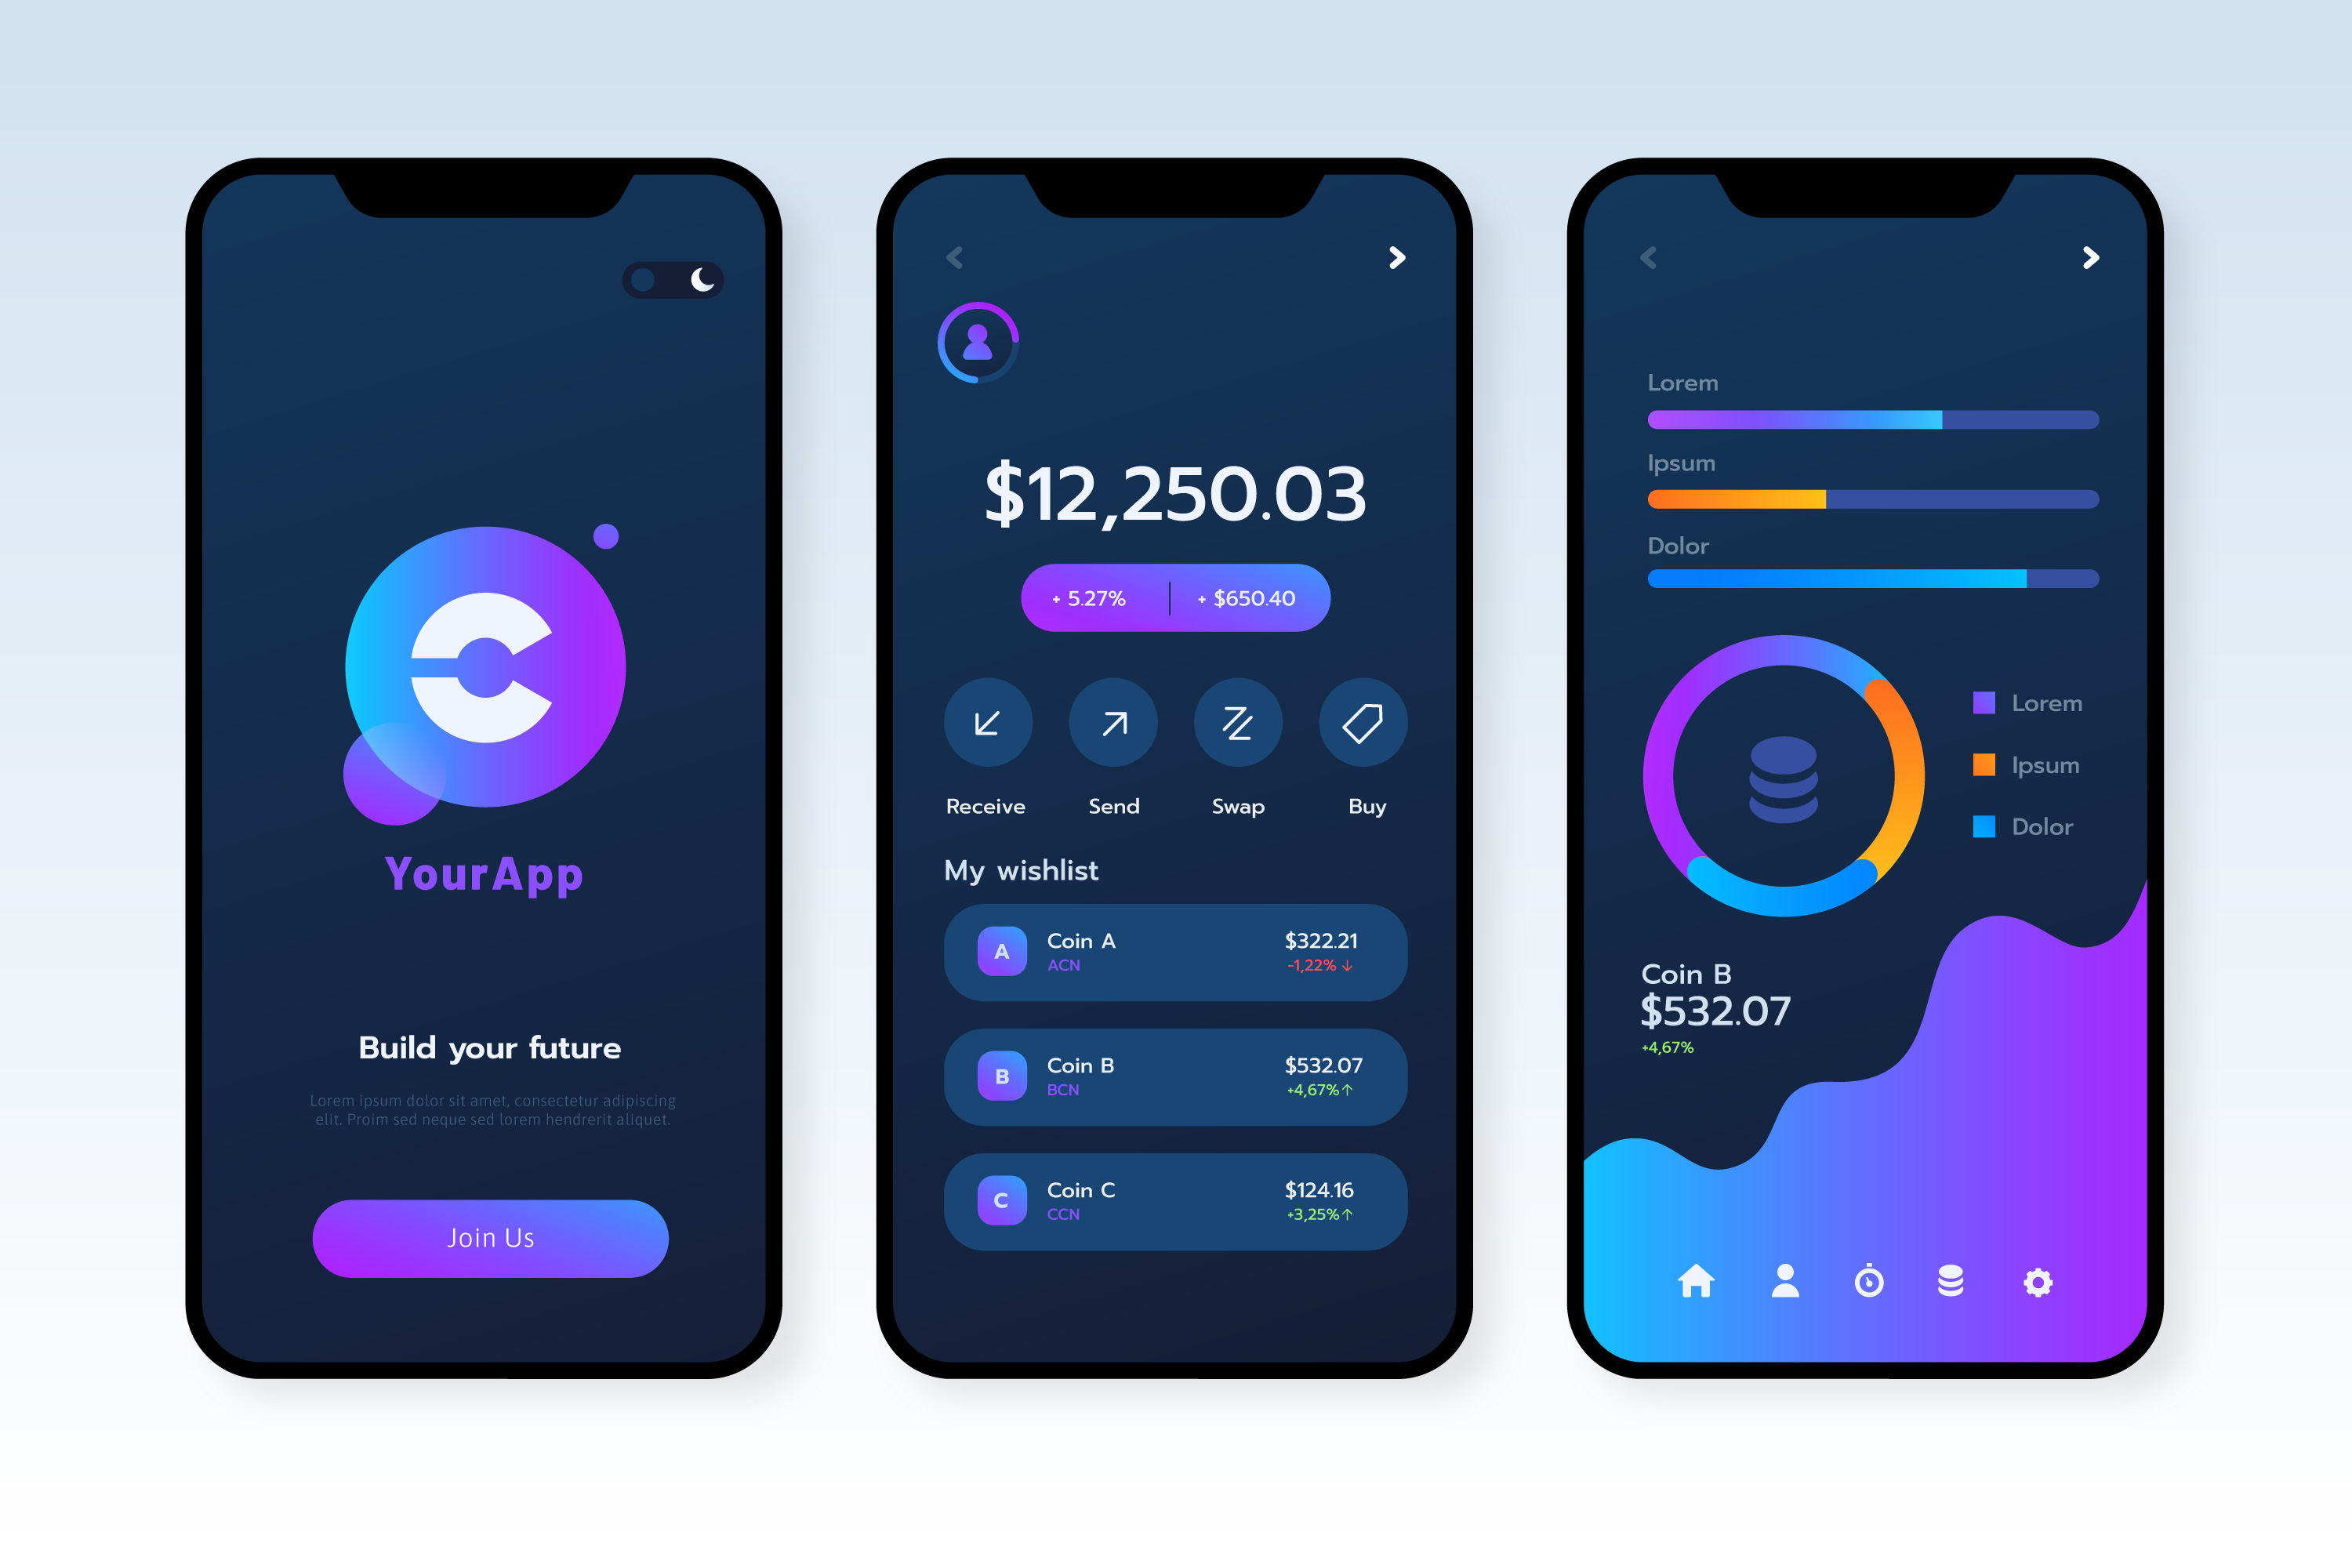 YourApp
Build your future
Lorem ipsum dolor sit amet, consectetur adipiscing
elit. Proim sed neque sed lorem hendrerit aliquet.
Join Us
$12,250.03
+ 5.27% + $650.40
Receive Send Swap Buy
My wishlist
A Coin A $322.21
ACN -1,22% ↓
B Coin B $532.07
BCN +4,67%↑
C Coin C $124.16
CCN +3,25%↑
Lorem
Ipsum
Dolor
Lorem
Ipsum
Dolor
Coin B
$532.07
+4,67%